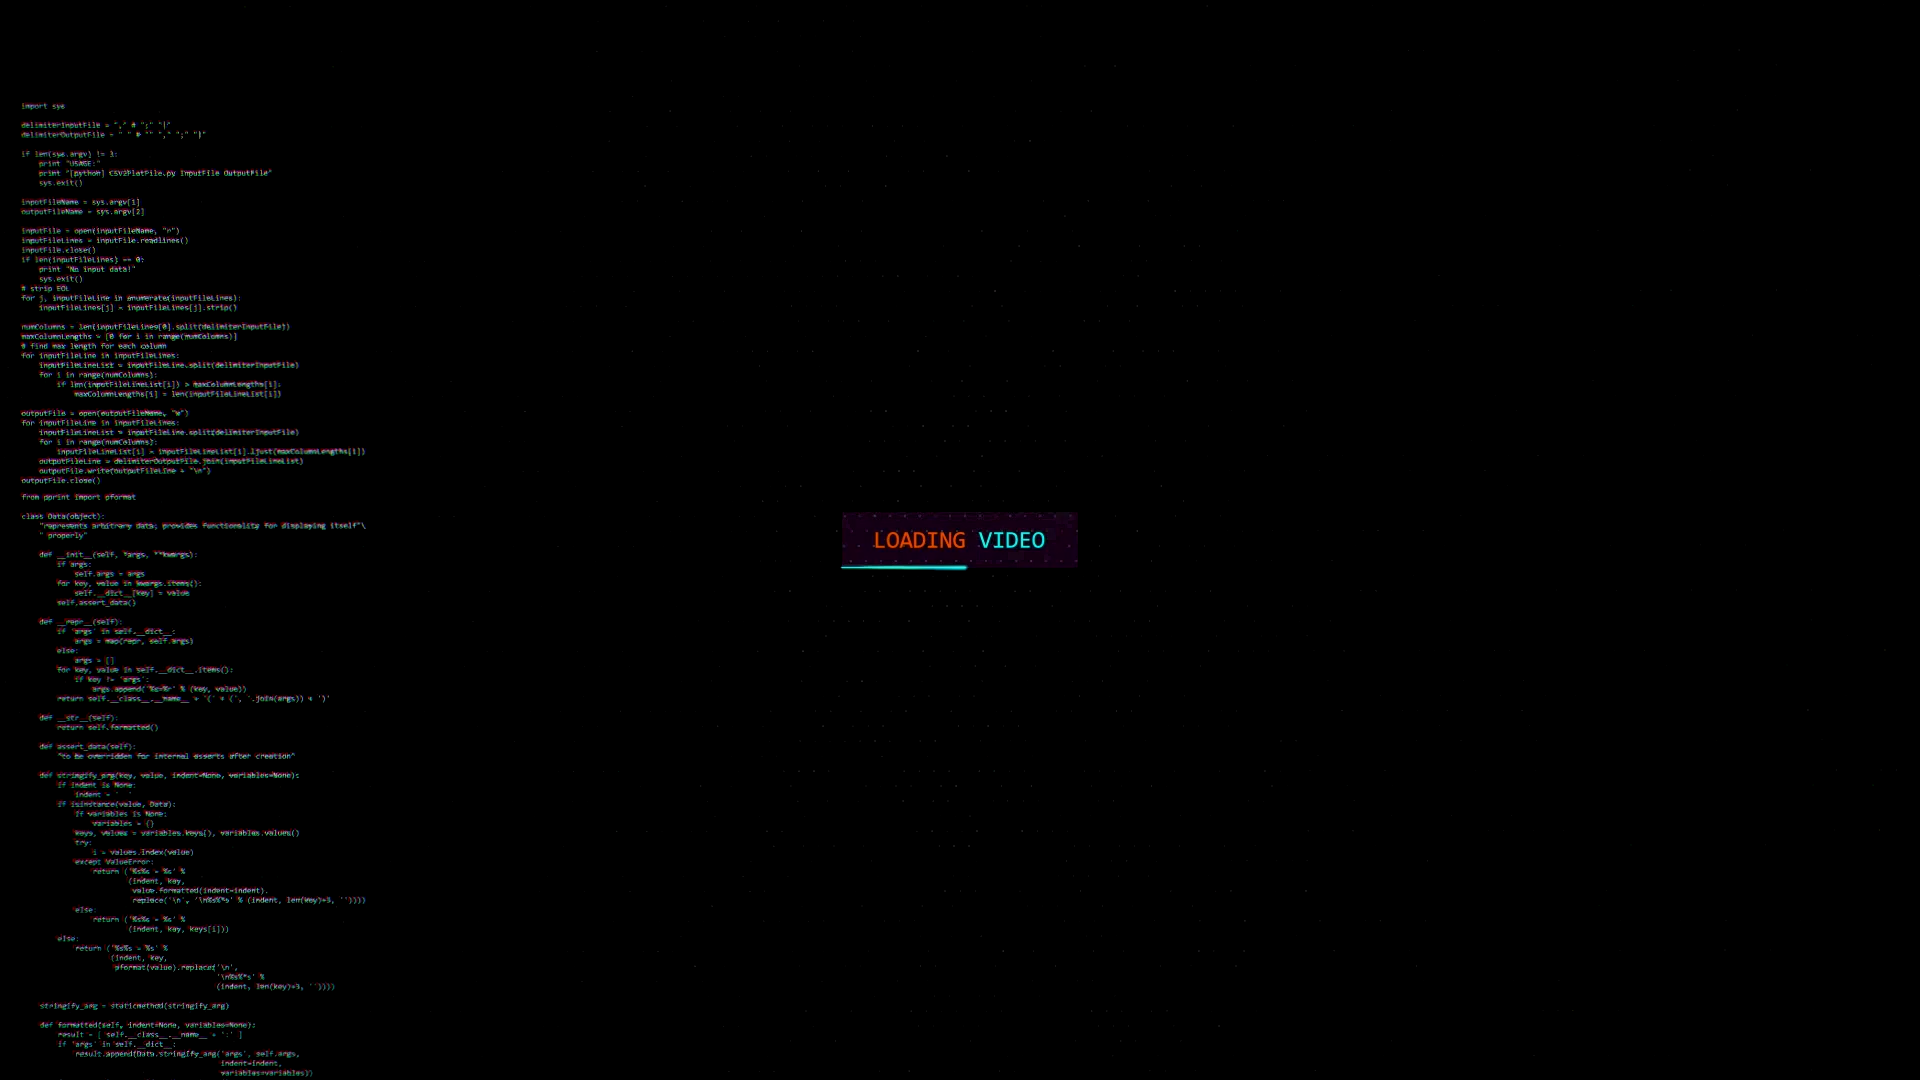 import sys
delimiterInputFile = "," # ";" "|"
delimiterOutputFile = " " # "" "," ";" "|"
if len(sys.argv) != 3:
print "USAGE:"
print "[python] CSV2PlatFile.py InputFile OutputFile"
sys.exit()
inputFileName = sys.argv[1]
outputFileName = sys.argv[2]
inputFile = open(inputFileName, "r")
inputFileLines = inputFile.readlines()
inputFile.close()
if len(inputFileLines) == 0:
print "No input data!"
sys.exit()
# strip EOL
for j, inputFileLine in enumerate(inputFileLines):
inputFileLines[j] = inputFileLines[j].strip()
numColumns = len(inputFileLines[0].split(delimiterInputFile))
maxColumnLengths = [0 for i in range(numColumns)]
# find max length for each column
for inputFileLine in inputFileLines:
inputFileLineList = inputFileLine.split(delimiterInputFile)
for i in range(numColumns):
if len(inputFileLineList[i]) > maxColumnLengths[i]:
maxColumnLengths[i] = len(inputFileLineList[i])
outputFile = open(outputFileName, "w")
for inputFileLine in inputFileLines:
inputFileLineList = inputFileLine.split(delimiterInputFile)
for i in range(numColumns):
inputFileLineList[i] = inputFileLineList[i].ljust(maxColumnLengths[i])
outputFileLine = delimiterOutputFile.join(inputFileLineList)
outputFile.write(outputFileLine + "\n")
outputFile.close()
from pprint import pformat
class Data(object):
"represents arbitrary data; provides functionality for displaying itself"\
" properly"
def __init__(self, *args, **kwargs):
if args:
self.args = args
for key, value in kwargs.items():
self.__dict__[key] = value
self.assert_data()
def __repr__(self):
if 'args' in self.__dict__:
args = map(repr, self.args)
else:
args = []
for key, value in self.__dict__.items():
if key != 'args':
args.append('%s=%r' % (key, value))
return self.__class__.__name__ + '(' + (', '.join(args)) + ')'
def __str__(self):
return self.formatted()
def assert_data(self):
"to be overridden for internal asserts after creation"
def stringify_arg(key, value, indent=None, variables=None):
if indent is None:
indent = ' '
if isinstance(value, Data):
if variables is None:
variables = {}
keys, values = variables.keys(), variables.values()
try:
i = values.index(value)
except ValueError:
return ('%s%s = %s' %
(indent, key,
value.formatted(indent=indent).
replace('\n', '\n%s%*s' % (indent, len(key)+3, ''))))
else:
return ('%s%s = %s' %
(indent, key, keys[i]))
else:
return ('%s%s = %s' %
(indent, key,
pformat(value).replace('\n',
'\n%s%*s' %
(indent, len(key)+3, ''))))
stringify_arg = staticmethod(stringify_arg)
def formatted(self, indent=None, variables=None):
result = [ self.__class__.__name__ + ':' ]
if 'args' in self.__dict__:
result.append(Data.stringify_arg('args', self.args,
indent=indent,
variables=variables))
LOADING VIDEO